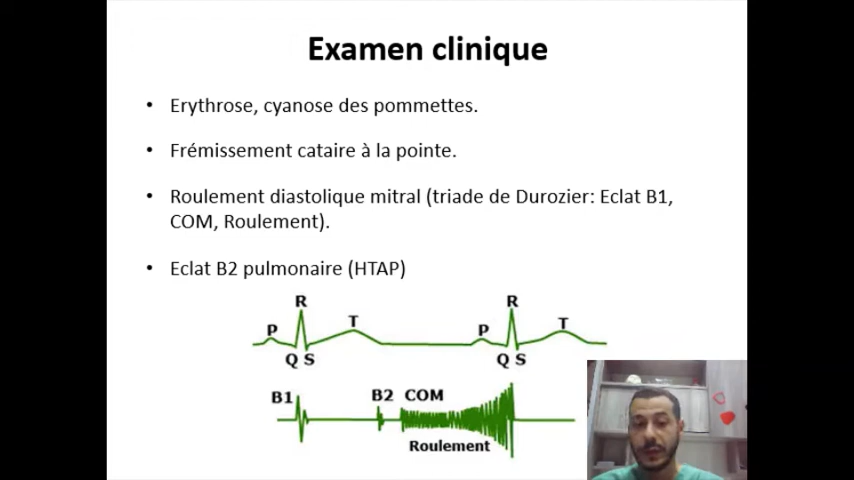 Examen clinique
• Erythrose, cyanose des pommettes.
• Frémissement cataire à la pointe.
• Roulement diastolique mitral (triade de Durozier: Eclat B1,
COM, Roulement).
• Eclat B2 pulmonaire (HTAP)
R R
P T P T
Q S Q S
B1 B2 COM
Roulement